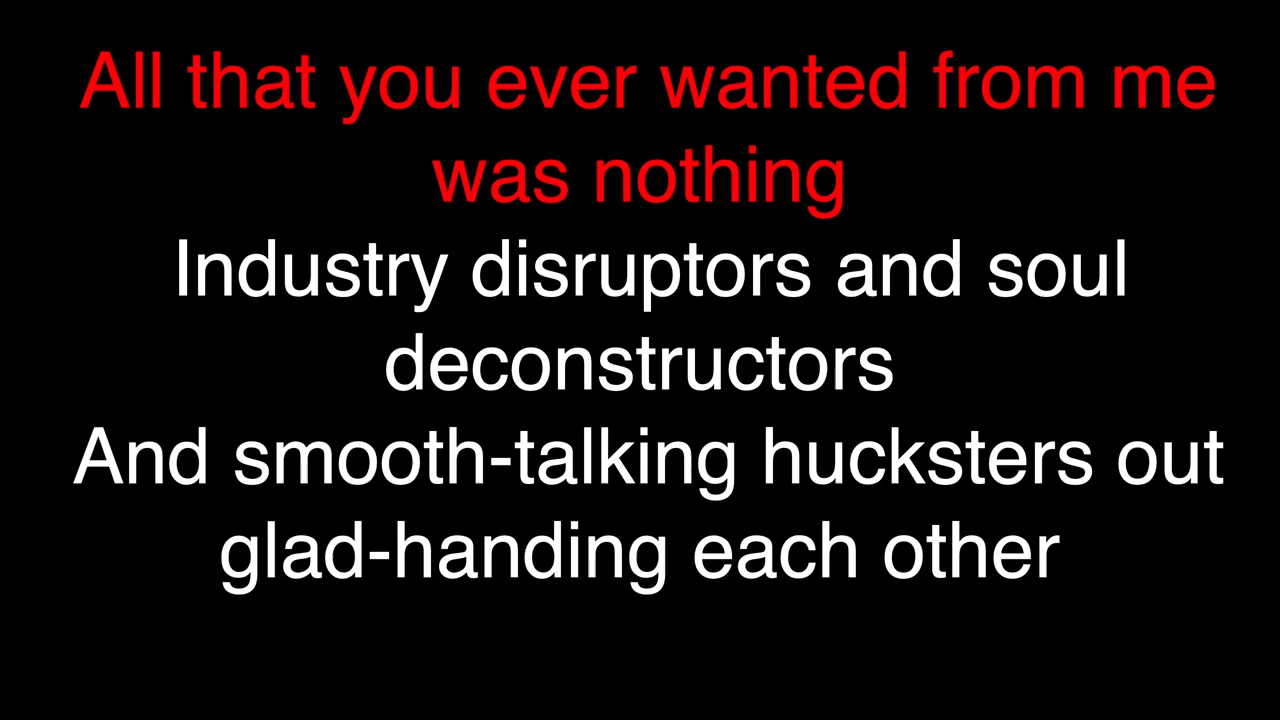 All that you ever wanted from me
was nothing
Industry disruptors and soul
deconstructors
And smooth-talking hucksters out
glad-handing each other